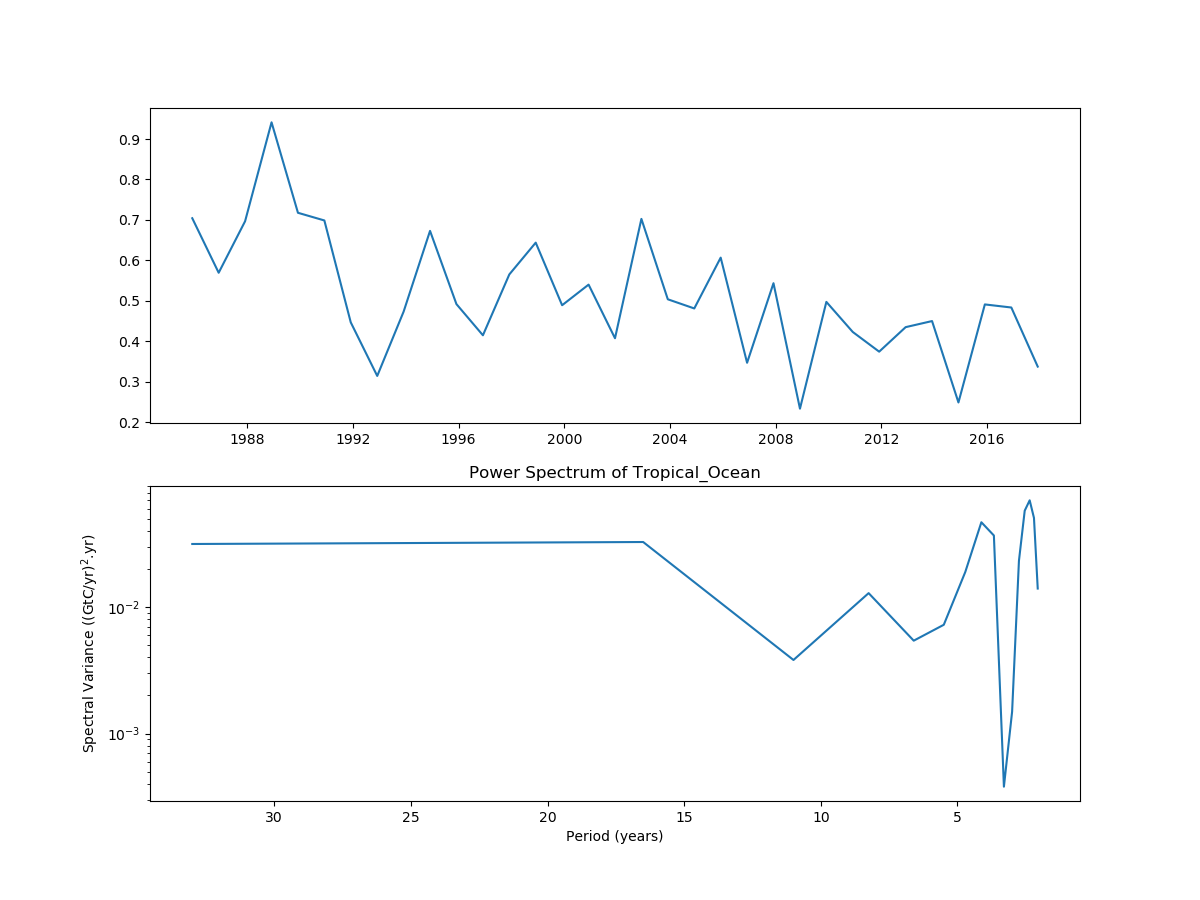 0.9
0.8
0.7
0.6
0.5
0.4
0.3
0.2
1988 1992 1996 2000 2004 2008 2012 2016
Power Spectrum of Tropical_Ocean
Spectral Variance ((GtC/yr)².yr)
10⁻²
10⁻³
30 25 20 15 10 5
Period (years)